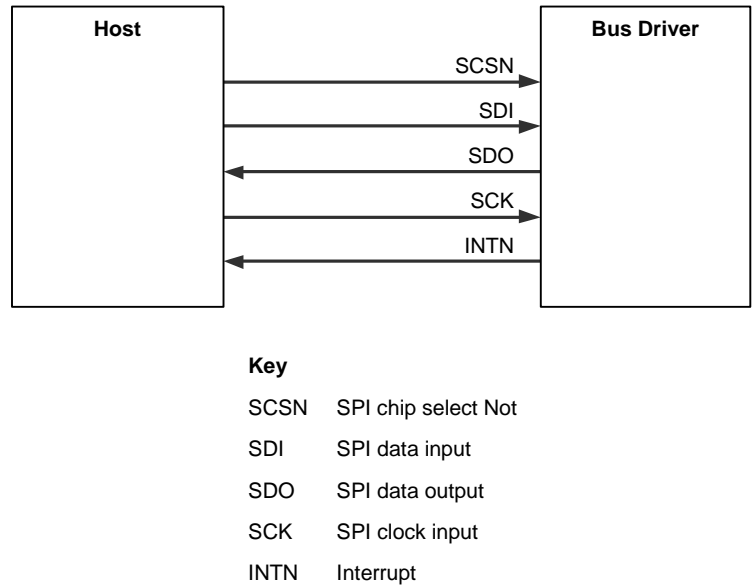 Host Bus Driver
SCSN
SDI
SDO
SCK
INTN
Key
SCSN SPI chip select Not
SDI SPI data input
SDO SPI data output
SCK SPI clock input
INTN Interrupt